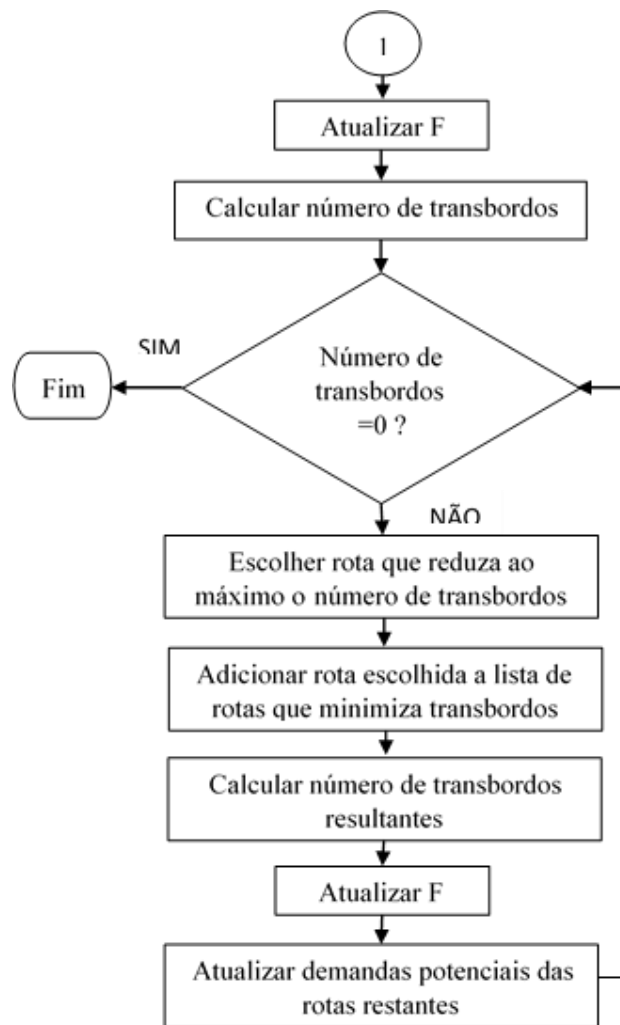 1
Atualizar F
Calcular número de transbordos
SIM
Fim
Número de
transbordos
=0 ?
NÃO
Escolher rota que reduza ao
máximo o número de transbordos
Adicionar rota escolhida a lista de
rotas que minimiza transbordos
Calcular número de transbordos
resultantes
Atualizar F
Atualizar demandas potenciais das
rotas restantes